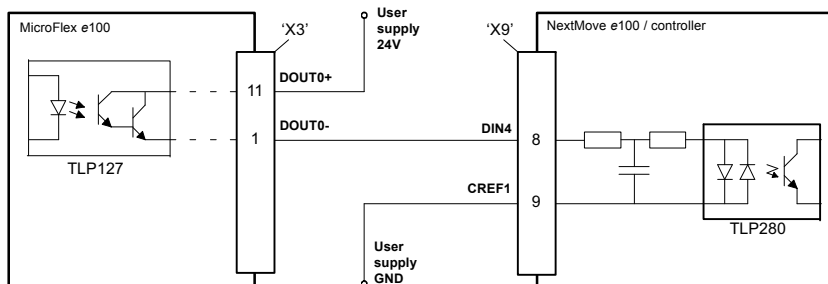 MicroFlex e100
'X3'
User
supply
24V
'X9'
NextMove e100 / controller
11
DOUT0+
1
DOUT0-
DIN4
8
TLP127
CREF1
9
TLP280
User
supply
GND